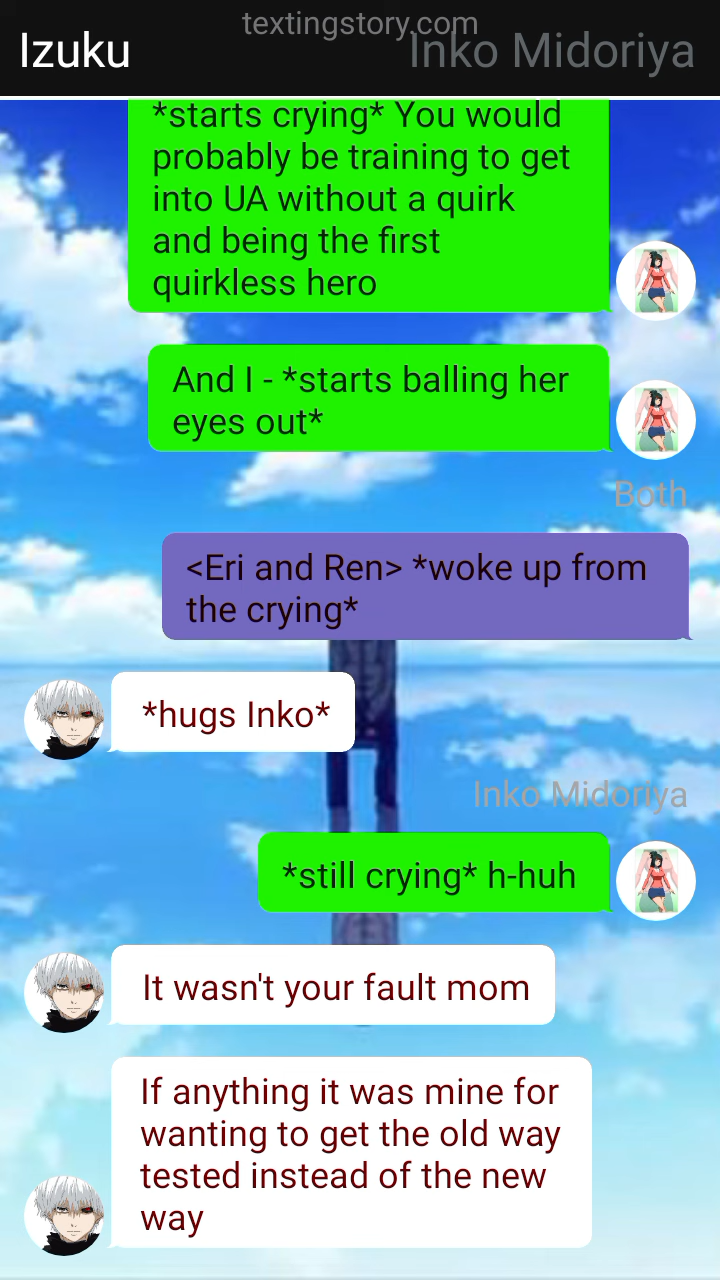 textingstory.com
Izuku
Inko Midoriya
*starts crying* You would
probably be training to get
into UA without a quirk
and being the first
quirkless hero
And I - *starts balling her
eyes out*
Both
<Eri and Ren> *woke up from
the crying*
*hugs Inko*
Inko Midoriya
*still crying* h-huh
It wasn't your fault mom
If anything it was mine for
wanting to get the old way
tested instead of the new
way